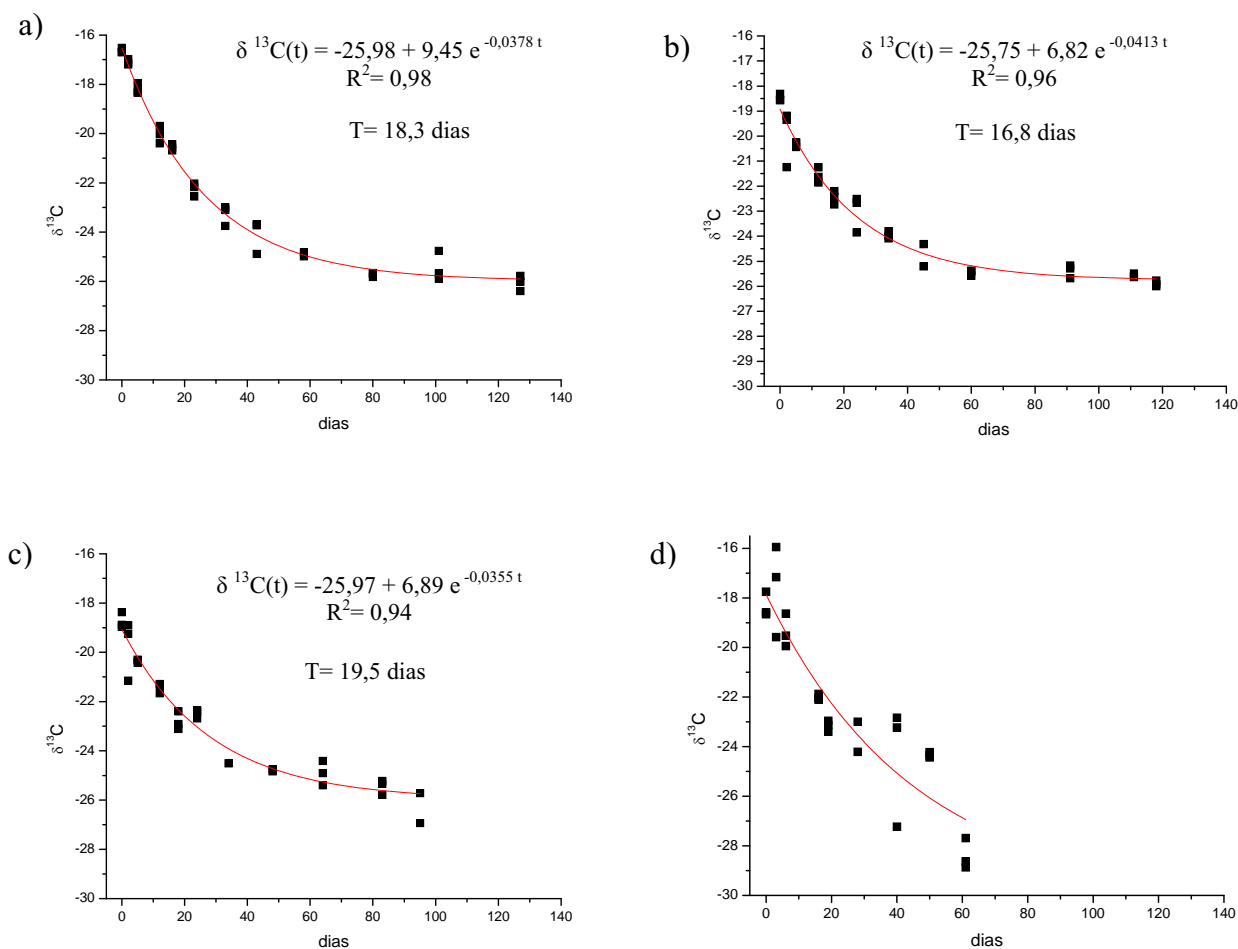 a)
δ ¹³C(t) = -25,98 + 9,45 e ⁻⁰,⁰³⁷⁸ ᵗ
R²= 0,98
T= 18,3 dias
-16
-18
-20
-22
-24
-26
-28
-30
δ¹³C
0 20 40 60 80 100 120 140
dias
b)
δ ¹³C(t) = -25,75 + 6,82 e ⁻⁰,⁰⁴¹³ ᵗ
R²= 0,96
T= 16,8 dias
-16
-17
-18
-19
-20
-21
-22
-23
-24
-25
-26
-27
-28
-29
-30
δ¹³C
0 20 40 60 80 100 120 140
dias
c)
δ ¹³C(t) = -25,97 + 6,89 e ⁻⁰,⁰³⁵⁵ ᵗ
R²= 0,94
T= 19,5 dias
-16
-18
-20
-22
-24
-26
-28
-30
δ¹³C
0 20 40 60 80 100 120 140
dias
d)
-16
-18
-20
-22
-24
-26
-28
-30
δ¹³C
0 20 40 60 80 100 120 140
dias